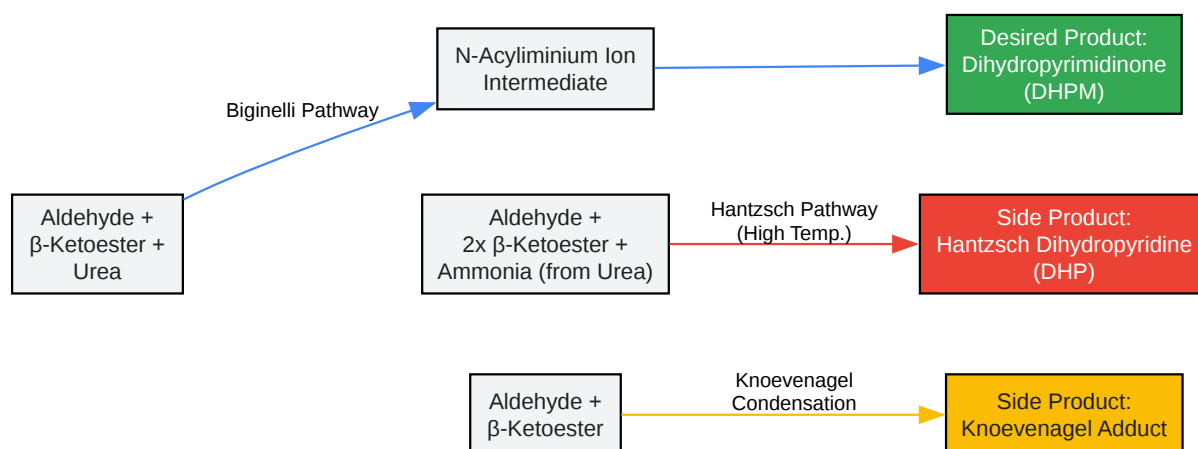 N-Acyliminium Ion
Intermediate
Desired Product:
Dihydropyrimidinone
(DHPM)
Biginelli Pathway
Aldehyde +
β-Ketoester +
Urea
Aldehyde +
2x β-Ketoester +
Ammonia (from Urea)
Hantzsch Pathway
(High Temp.)
Side Product:
Hantzsch Dihydropyridine
(DHP)
Aldehyde +
β-Ketoester
Knoevenagel
Condensation
Side Product:
Knoevenagel Adduct